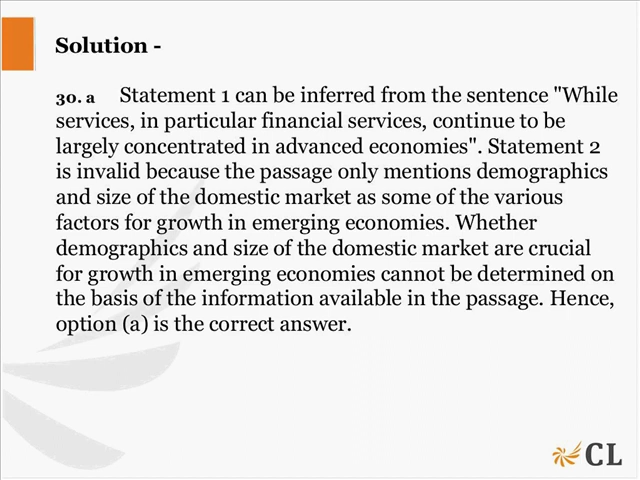 Solution -
30. a Statement 1 can be inferred from the sentence "While
services, in particular financial services, continue to be
largely concentrated in advanced economies". Statement 2
is invalid because the passage only mentions demographics
and size of the domestic market as some of the various
factors for growth in emerging economies. Whether
demographics and size of the domestic market are crucial
for growth in emerging economies cannot be determined on
the basis of the information available in the passage. Hence,
option (a) is the correct answer.
CL